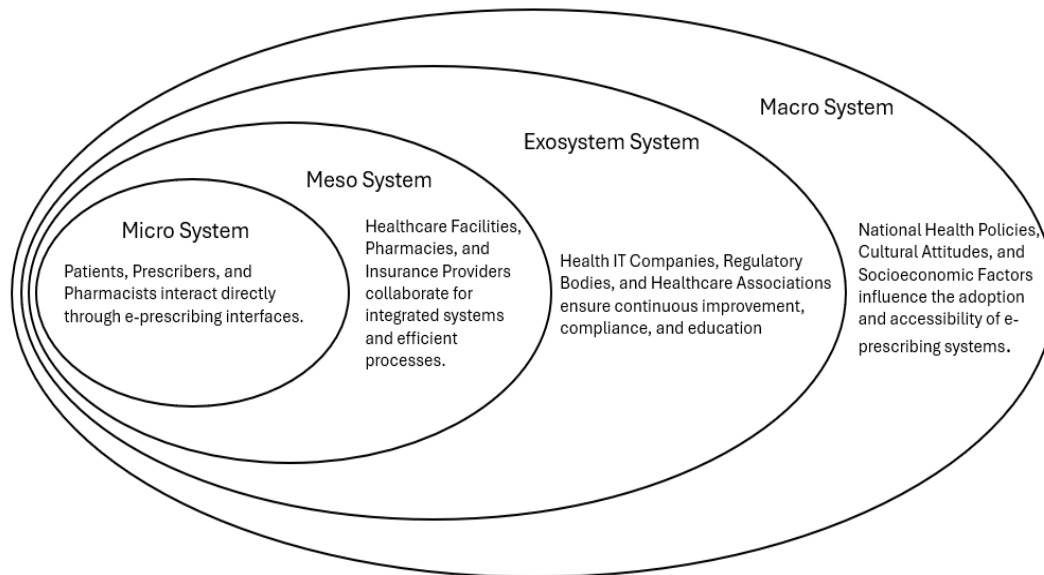 Macro System
Exosystem System
Meso System
Micro System
Patients, Prescribers, and
Pharmacists interact directly
through e-prescribing interfaces.
Healthcare Facilities,
Pharmacies, and
Insurance Providers
collaborate for
integrated systems
and efficient
processes.
Health IT Companies, Regulatory
Bodies, and Healthcare Associations
ensure continuous improvement,
compliance, and education
National Health Policies,
Cultural Attitudes, and
Socioeconomic Factors
influence the adoption
and accessibility of e-
prescribing systems.